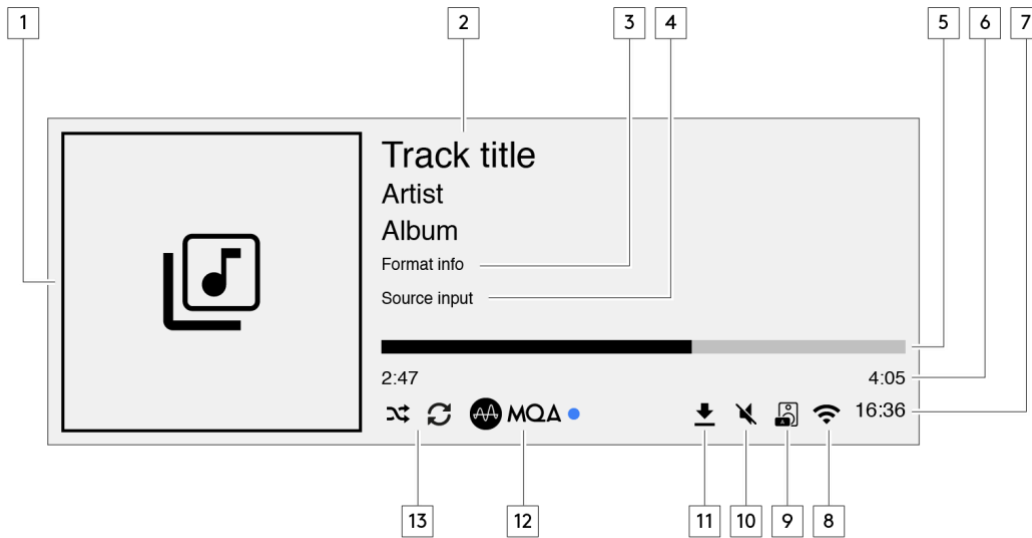 1 2 3 4 5 6 7
Track title
Artist
Album
Format info
Source input
2:47 4:05
MQA 16:36
13 12 11 10 9 8